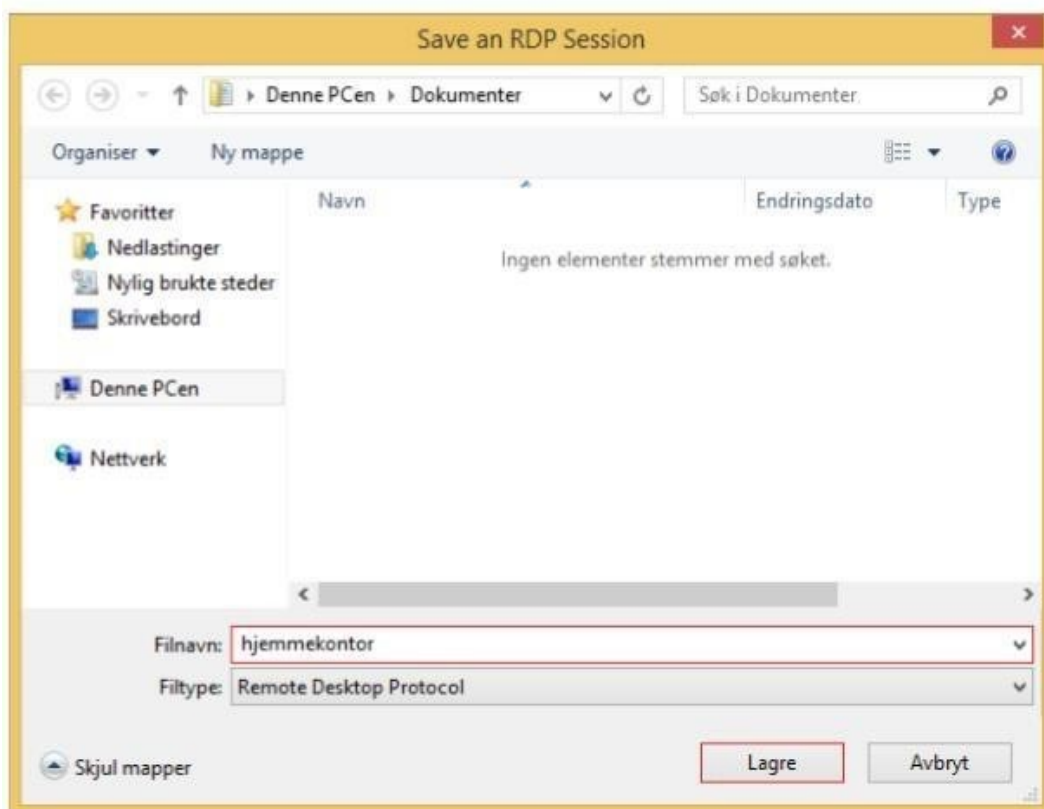 Save an RDP Session
Denne PCen Dokumenter Søk i Dokumenter
Organiser Ny mappe
Navn Endringsdato Type
Favoritter
Nedlastinger
Nylig brukte steder
Skrivebord
Denne PCen
Nettverk
Ingen elementer stemmer med søket.
Filnavn: hjemmekontor
Filtype: Remote Desktop Protocol
Skjul mapper Lagre Avbryt